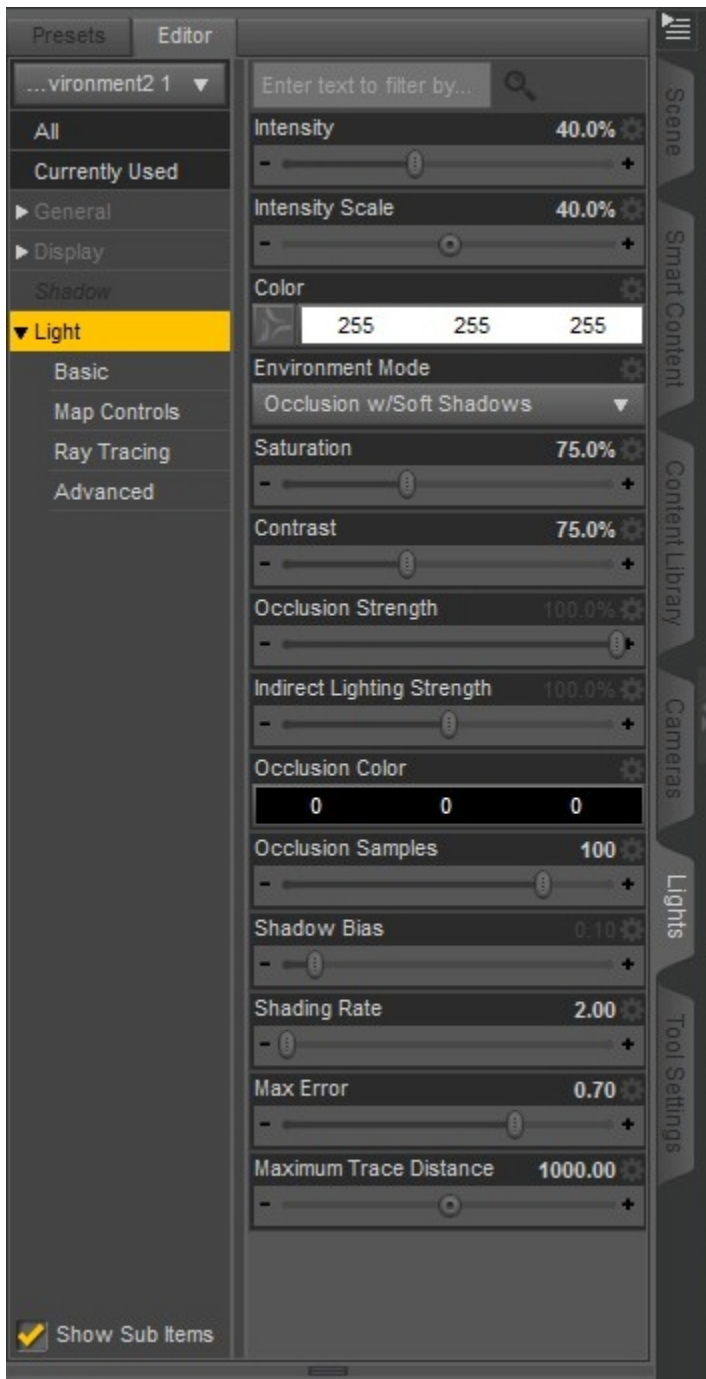 Presets Editor
...vironment2 1
All
Currently Used
General
Display
Shadow
Light
Basic
Map Controls
Ray Tracing
Advanced
Show Sub Items
Enter text to filter by...
Intensity 40.0%
- +
Intensity Scale 40.0%
- +
Color
255 255 255
Environment Mode
Occlusion w/Soft Shadows
Saturation 75.0%
- +
Contrast 75.0%
- +
Occlusion Strength 100.0%
- +
Indirect Lighting Strength 100.0%
- +
Occlusion Color
0 0 0
Occlusion Samples 100
- +
Shadow Bias 0.10
- +
Shading Rate 2.00
- +
Max Error 0.70
- +
Maximum Trace Distance 1000.00
- +
Scene
Smart Content
Content Library
Cameras
Lights
Tool Settings